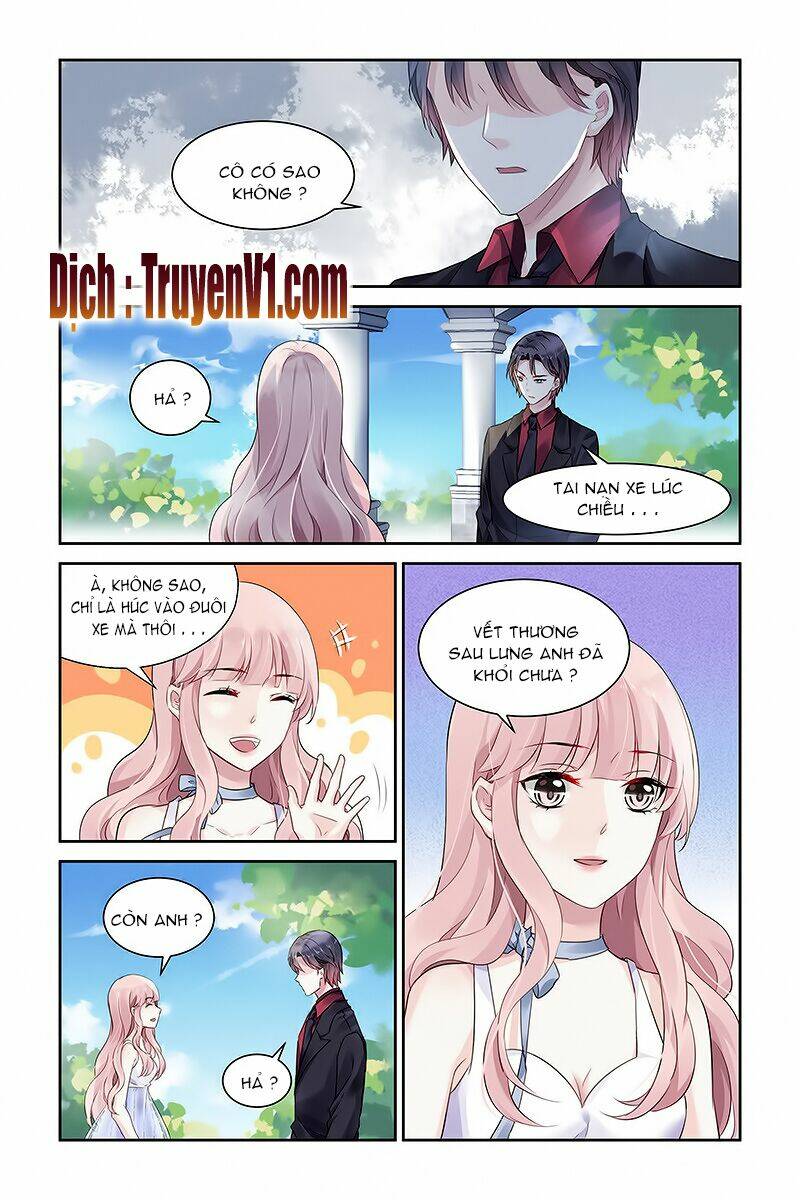 CÔ CÓ SAO
KHÔNG ?
Dịch : TruyenV1.com
HẢ ?
TAI NẠN XE LÚC
CHIỀU . . .
À, KHÔNG SAO,
CHỈ LÀ HÚC VÀO ĐUÔI
XE MÀ THÔI . . .
CÒN ANH ?
HẢ ?
VẾT THƯƠNG
SAU LƯNG ANH ĐÃ
KHỎI CHƯA ?